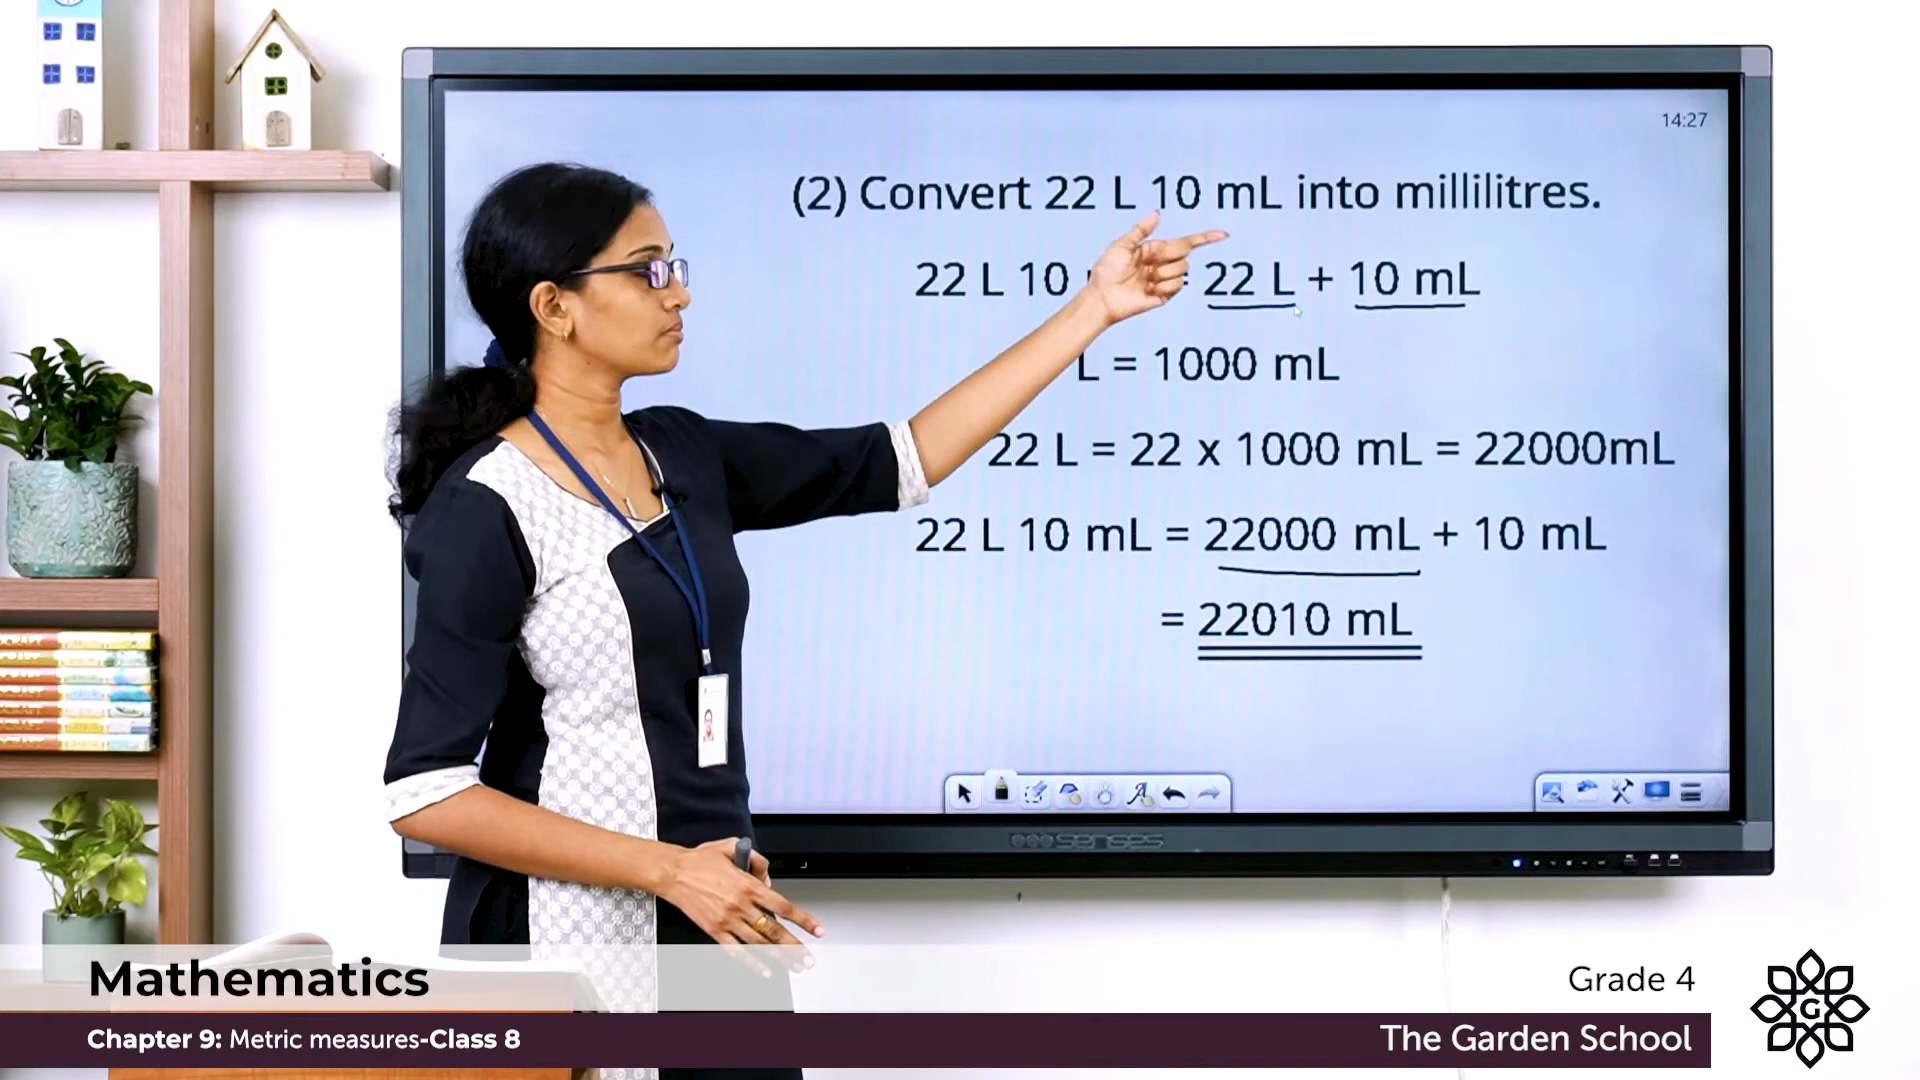 14:27
(2) Convert 22 L 10 mL into millilitres.
22 L 10 = 22 L + 10 mL
L = 1000 mL
22 L = 22 x 1000 mL = 22000mL
22 L 10 mL = 22000 mL + 10 mL
= 22010 mL
senses
Mathematics
Grade 4
Chapter 9: Metric measures-Class 8
The Garden School
G